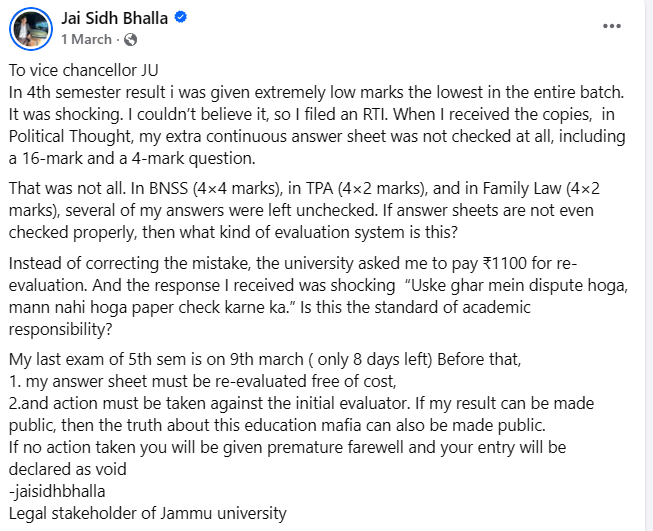 Jai Sidh Bhalla
1 March ·
To vice chancellor JU
In 4th semester result i was given extremely low marks the lowest in the entire batch.
It was shocking. I couldn’t believe it, so I filed an RTI. When I received the copies,  in
Political Thought, my extra continuous answer sheet was not checked at all, including
a 16-mark and a 4-mark question.
That was not all. In BNSS (4×4 marks), in TPA (4×2 marks), and in Family Law (4×2
marks), several of my answers were left unchecked. If answer sheets are not even
checked properly, then what kind of evaluation system is this?
Instead of correcting the mistake, the university asked me to pay ₹1100 for re-
evaluation. And the response I received was shocking  “Uske ghar mein dispute hoga,
mann nahi hoga paper check karne ka.” Is this the standard of academic
responsibility?
My last exam of 5th sem is on 9th march ( only 8 days left) Before that,
1. my answer sheet must be re-evaluated free of cost,
2.and action must be taken against the initial evaluator. If my result can be made
public, then the truth about this education mafia can also be made public.
If no action taken you will be given premature farewell and your entry will be
declared as void
-jaisidhbhalla
Legal stakeholder of Jammu university